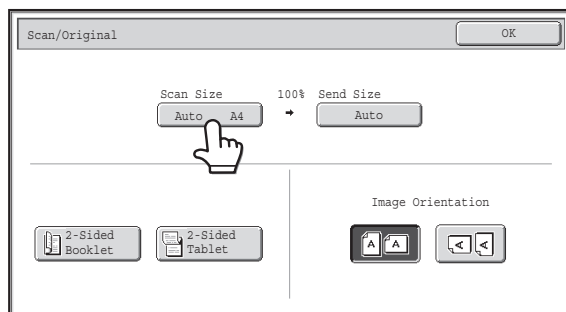 Scan/Original
OK
Scan Size 100% Send Size
Auto A4 Auto
Image Orientation
2-Sided Booklet
2-Sided Tablet
A A A A